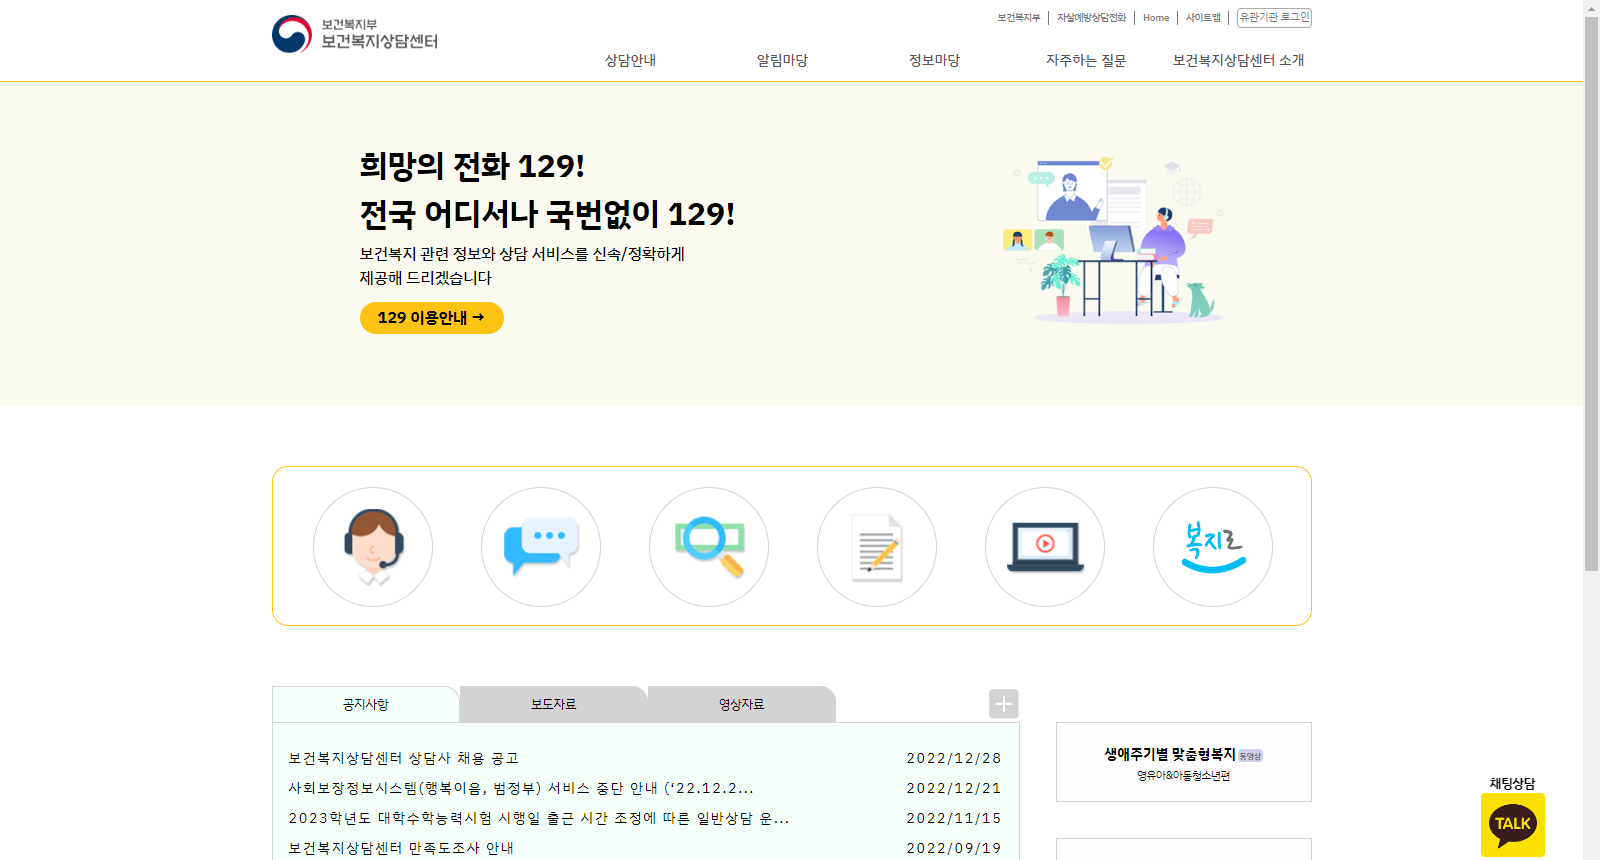 보건복지부
보건복지상담센터
보건복지부 | 자살예방상담전화 | Home | 사이트맵 | 유관기관 로그인
상담안내 알림마당 정보마당 자주하는 질문 보건복지상담센터 소개
희망의 전화 129!
전국 어디서나 국번없이 129!
보건복지 관련 정보와 상담 서비스를 신속/정확하게
제공해 드리겠습니다
129 이용안내 →
복지로
공지사항 보도자료 영상자료
보건복지상담센터 상담사 채용 공고 2022/12/28
사회보장정보시스템(행복이음, 범정부) 서비스 중단 안내 (‘22.12.2... 2022/12/21
2023학년도 대학수학능력시험 시행일 출근 시간 조정에 따른 일반상담 운... 2022/11/15
보건복지상담센터 만족도조사 안내 2022/09/19
생애주기별 맞춤형복지 동영상
영유아&아동청소년편
채팅상담
TALK